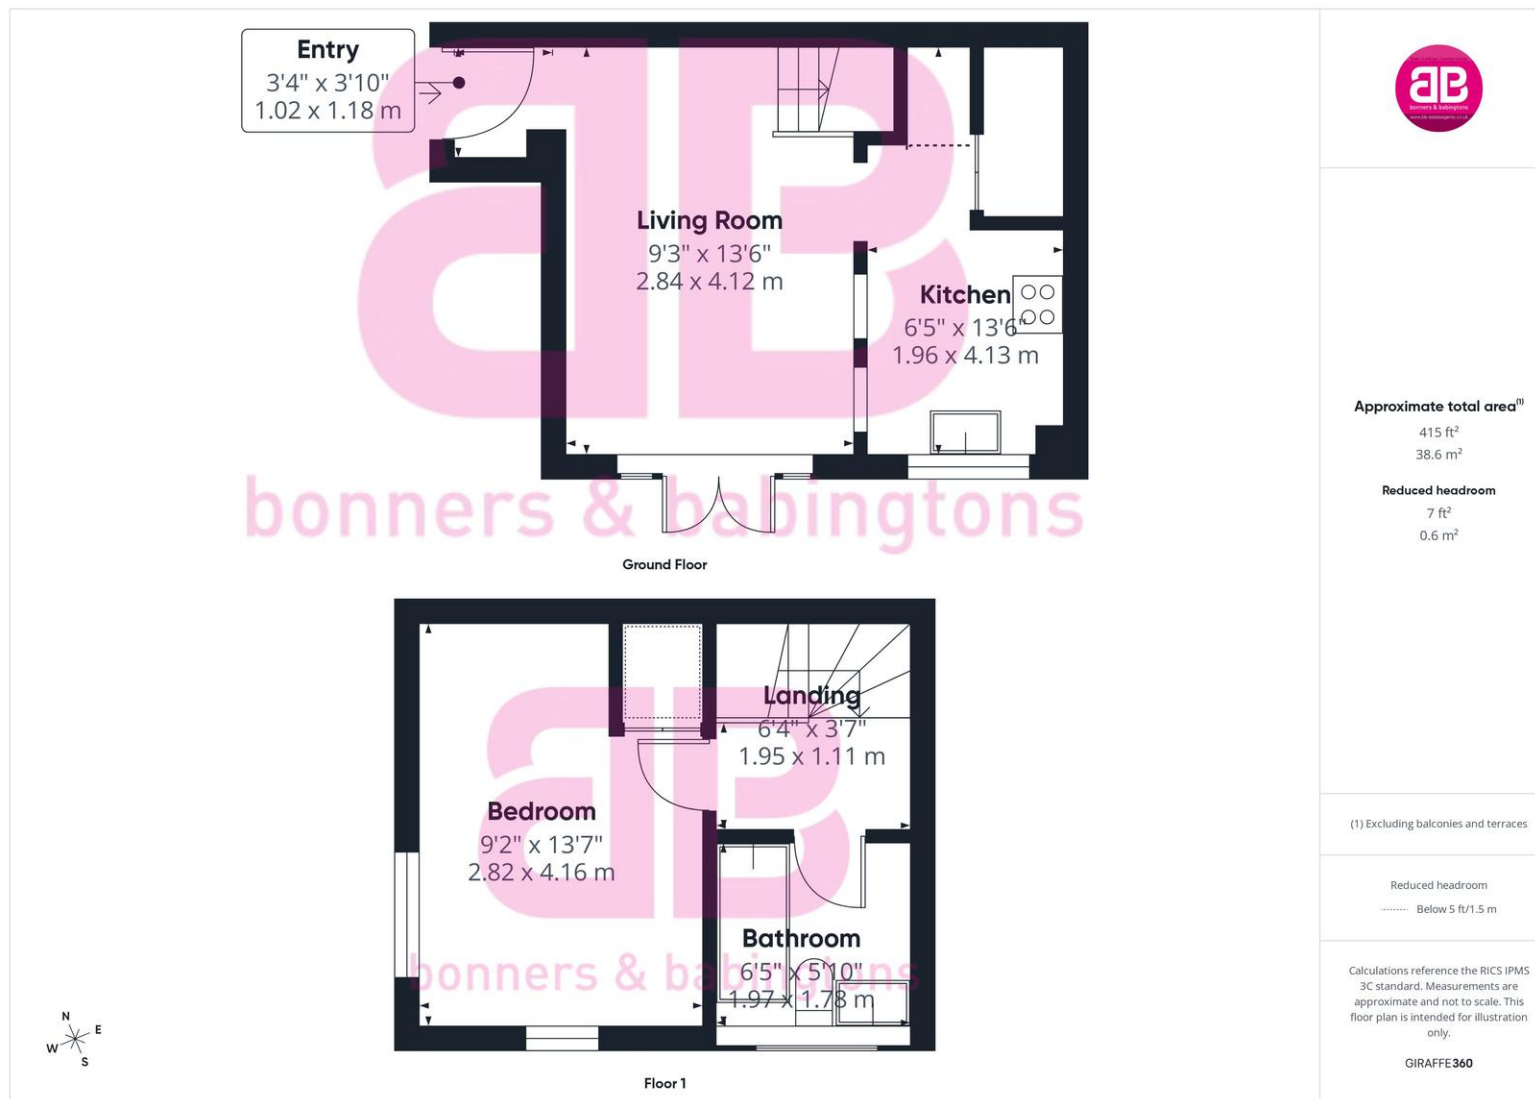 Entry
3'4" x 3'10"
1.02 x 1.18 m
Living Room
9'3" x 13'6"
2.84 x 4.12 m
Kitchen
6'5" x 13'6"
1.96 x 4.13 m
bonners & babingtons
Ground Floor
Landing
6'4" x 3'7"
1.95 x 1.11 m
Bedroom
9'2" x 13'7"
2.82 x 4.16 m
Bathroom
6'5" x 5'10"
1.97 x 1.78 m
bonners & babingtons
Floor 1
N
E
W
S
bonners & babingtons
Approximate total area(1)
415 ft²
38.6 m²
Reduced headroom
7 ft²
0.6 m²
(1) Excluding balconies and terraces
Reduced headroom
Below 5 ft/1.5 m
Calculations reference the RICS IPMS
3C standard. Measurements are
approximate and not to scale. This
floor plan is intended for illustration
only.
GIRAFFE360